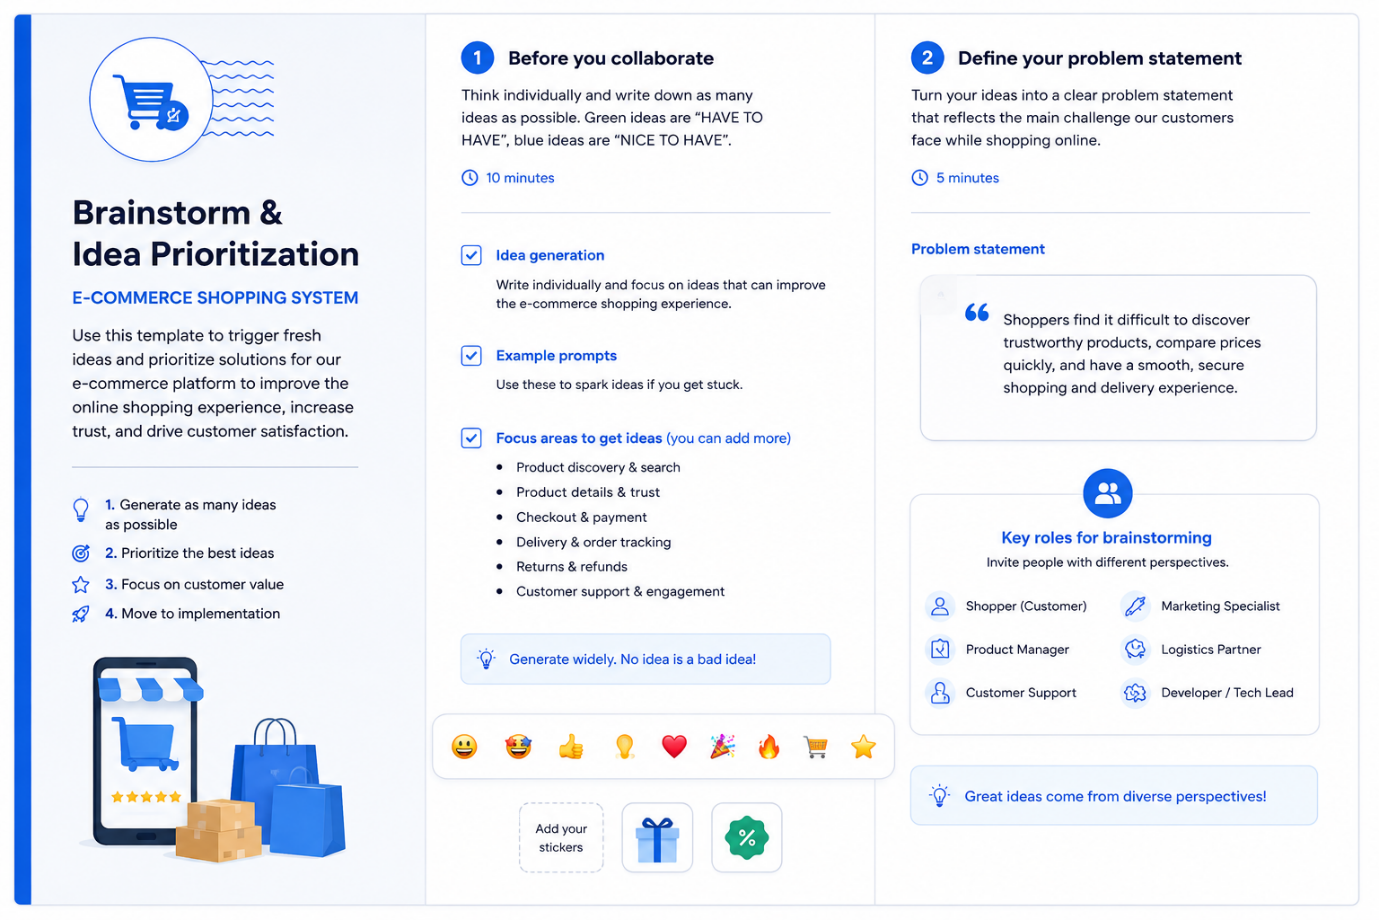 Brainstorm &
Idea Prioritization
E-COMMERCE SHOPPING SYSTEM
Use this template to trigger fresh
ideas and prioritize solutions for our
e-commerce platform to improve the
online shopping experience, increase
trust, and drive customer satisfaction.
1. Generate as many ideas
as possible
2. Prioritize the best ideas
3. Focus on customer value
4. Move to implementation
1 Before you collaborate
Think individually and write down as many
ideas as possible. Green ideas are “HAVE TO
HAVE”, blue ideas are “NICE TO HAVE”.
10 minutes
Idea generation
Write individually and focus on ideas that can improve
the e-commerce shopping experience.
Example prompts
Use these to spark ideas if you get stuck.
Focus areas to get ideas (you can add more)
• Product discovery & search
• Product details & trust
• Checkout & payment
• Delivery & order tracking
• Returns & refunds
• Customer support & engagement
Generate widely. No idea is a bad idea!
Add your
stickers
%
2 Define your problem statement
Turn your ideas into a clear problem statement
that reflects the main challenge our customers
face while shopping online.
5 minutes
Problem statement
“ Shoppers find it difficult to discover
trustworthy products, compare prices
quickly, and have a smooth, secure
shopping and delivery experience.
Key roles for brainstorming
Invite people with different perspectives.
Shopper (Customer)
Marketing Specialist
Product Manager
Logistics Partner
Customer Support
Developer / Tech Lead
Great ideas come from diverse perspectives!